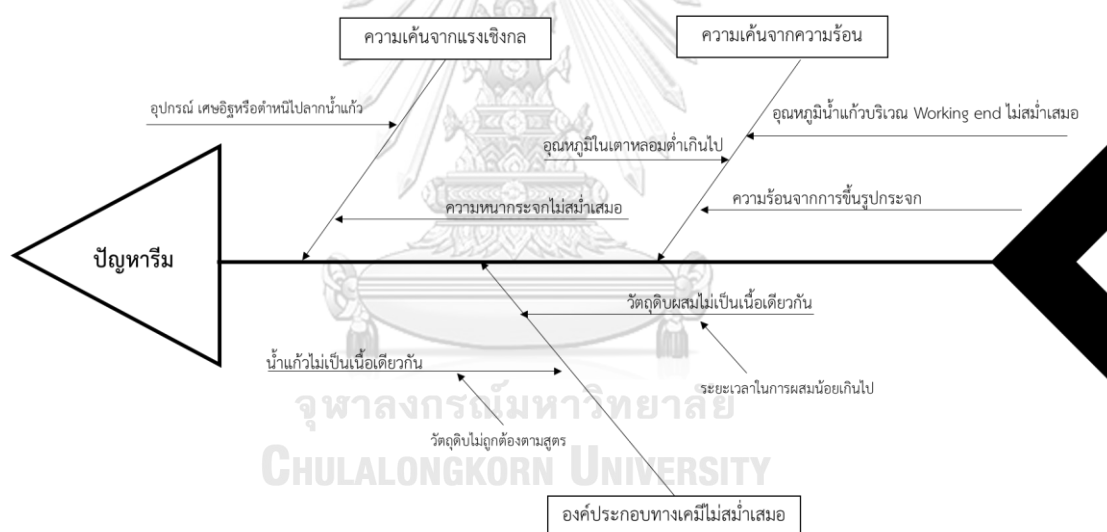 ความเค้นจากแรงเชิงกล
ความเค้นจากความร้อน
อุปกรณ์ เศษอิฐหรือตำหนิไปลากน้ำแก้ว
อุณหภูมิน้ำแก้วบริเวณ Working end ไม่สม่ำเสมอ
อุณหภูมิในเตาหลอมต่ำเกินไป
ความหนากระจกไม่สม่ำเสมอ
ความร้อนจากการขึ้นรูปกระจก
ปัญหารีม
วัตถุดิบผสมไม่เป็นเนื้อเดียวกัน
น้ำแก้วไม่เป็นเนื้อเดียวกัน
ระยะเวลาในการผสมน้อยเกินไป
จุฬาลงกรณ์มหาวิทยาลัย
วัตถุดิบไม่ถูกต้องตามสูตร
CHULALONGKORN UNIVERSITY
องค์ประกอบทางเคมีไม่สม่ำเสมอ